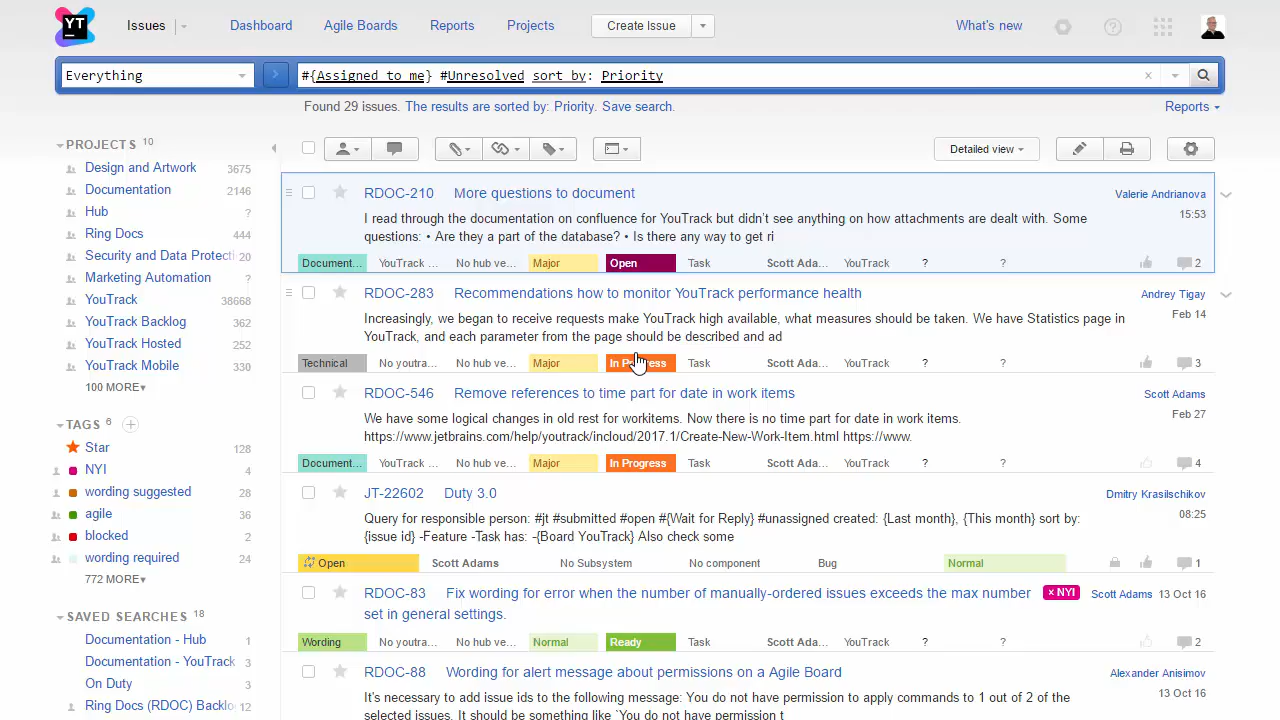 YT
Issues
Dashboard
Agile Boards
Reports
Projects
Create Issue
What's new
Everything
#{Assigned to me} #Unresolved sort by: Priority
Found 29 issues. The results are sorted by: Priority. Save search.
Reports
PROJECTS 10
Design and Artwork 3675
Documentation 2146
Hub ?
Ring Docs 444
Security and Data Protecti 20
Marketing Automation ?
YouTrack 38668
YouTrack Backlog 362
YouTrack Hosted 252
YouTrack Mobile 30
100 MORE
TAGS 6
Star 128
NYI 4
wording suggested 28
agile 36
blocked 2
wording required 24
772 MORE
SAVED SEARCHES 18
Documentation - Hub 1
Documentation - YouTrack 3
On Duty 3
Ring Docs (RDOC) Backlo 12
Detailed view
RDOC-210 More questions to document Valerie Andrianova
15:53
I read through the documentation on confluence for YouTrack but didn't see anything on how attachments are dealt with. Some
questions: • Are they a part of the database? • Is there any way to get ri
Document... YouTrack ... No hub ve... Major Open Task Scott Ada... YouTrack ? ? 2
RDOC-283 Recommendations how to monitor YouTrack performance health Andrey Tigay
Feb 14
Increasingly, we began to receive requests make YouTrack high available, what measures should be taken. We have Statistics page in
YouTrack, and each parameter from the page should be described and ad
Technical No youtra... No hub ve... Major In Progress Task Scott Ada... YouTrack ? ? 3
RDOC-546 Remove references to time part for date in work items Scott Adams
Feb 27
We have some logical changes in old rest for workitems. Now there is no time part for date in work items.
https://www.jetbrains.com/help/youtrack/incloud/2017.1/Create-New-Work-Item.html https://www.
Document... YouTrack ... No hub ve... Major In Progress Task Scott Ada... YouTrack ? ? 4
JT-22602 Duty 3.0 Dmitry Krasilschikov
08:25
Query for responsible person: #jt #submitted #open #{Wait for Reply} #unassigned created: {Last month}, {This month} sort by:
{issue id} -Feature -Task has: -{Board YouTrack} Also check some
Open Scott Adams No Subsystem No component Bug Normal 1
RDOC-83 Fix wording for error when the number of manually-ordered issues exceeds the max number × NYI Scott Adams 13 Oct 16
set in general settings.
Wording No youtra... No hub ve... Normal Ready Task Scott Ada... YouTrack ? ? 2
RDOC-88 Wording for alert message about permissions on a Agile Board Alexander Anisimov
13 Oct 16
It's necessary to add issue ids to the following message: You do not have permission to apply commands to 1 out of 2 of the
selected issues. It should be something like `You do not have permission t